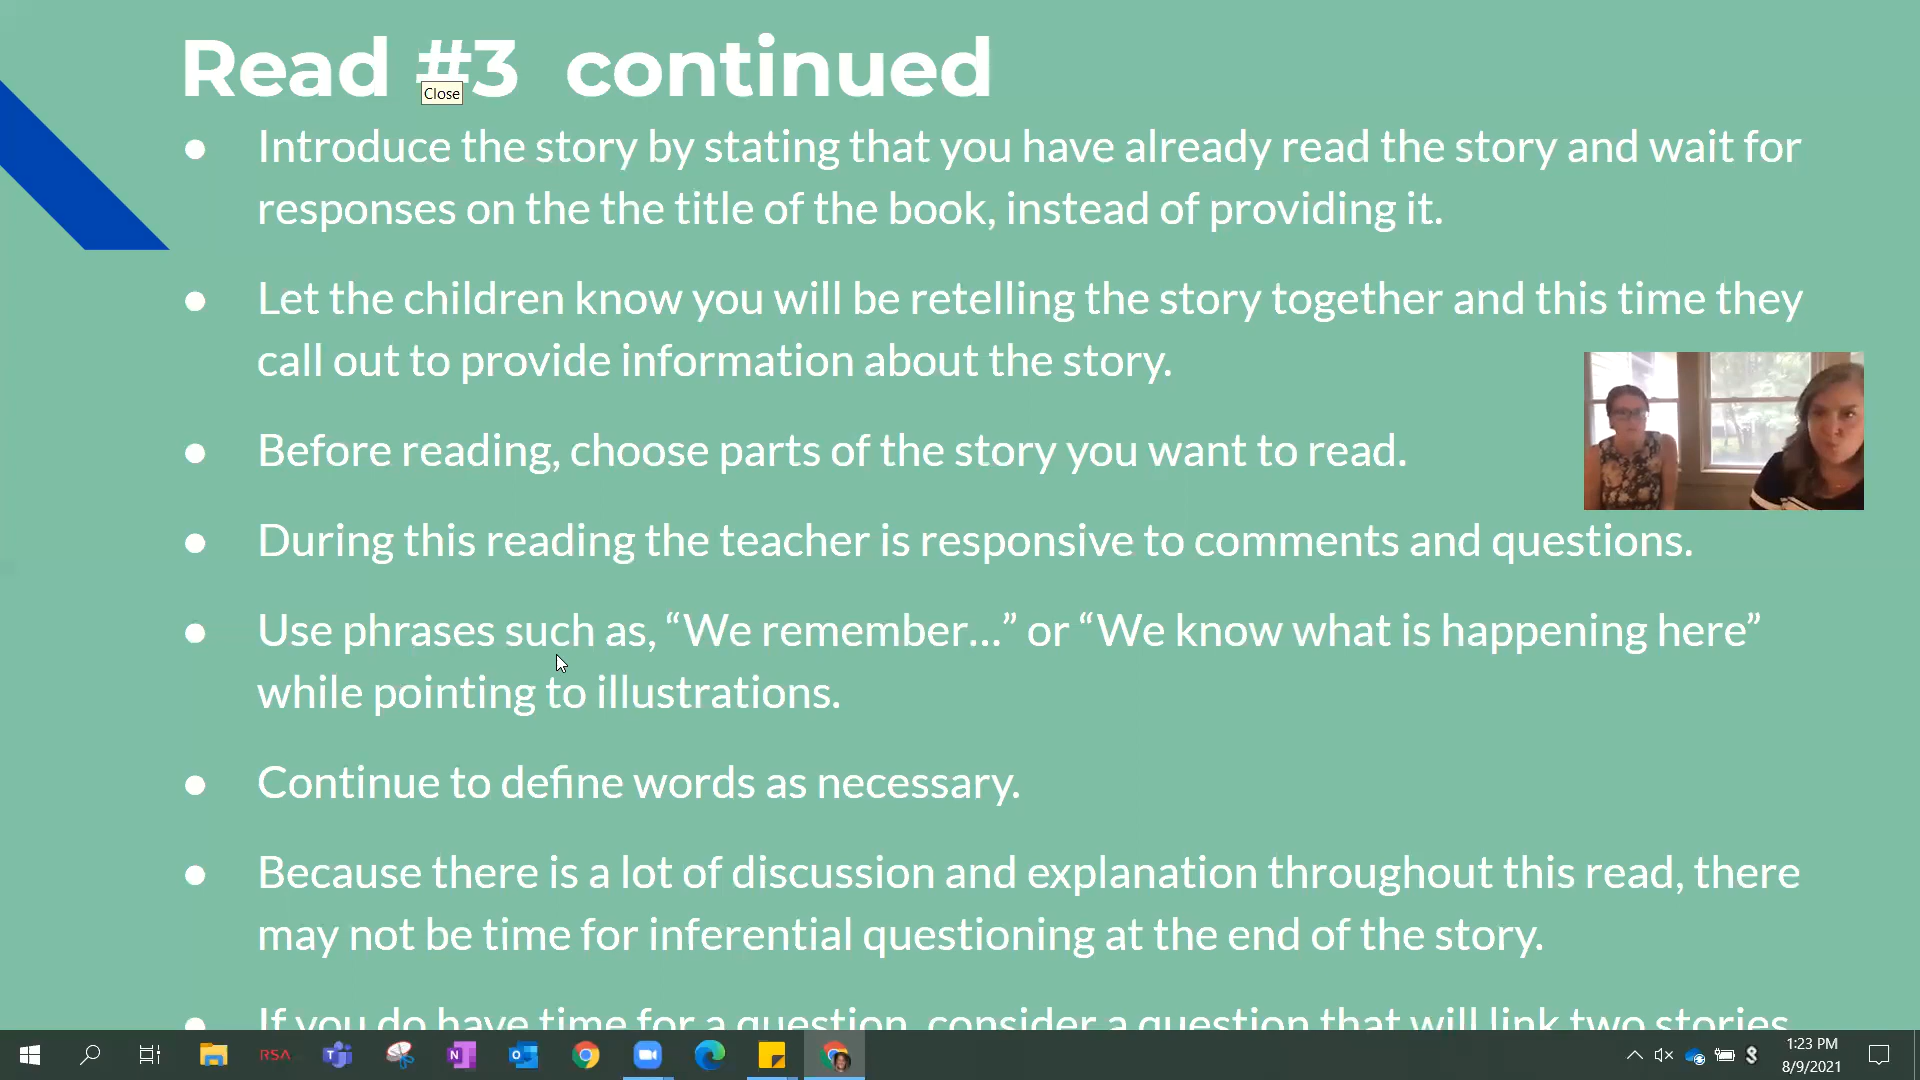 Read #3 continued
Close
Introduce the story by stating that you have already read the story and wait for
responses on the the title of the book, instead of providing it.
Let the children know you will be retelling the story together and this time they
call out to provide information about the story.
Before reading, choose parts of the story you want to read.
During this reading the teacher is responsive to comments and questions.
Use phrases such as, “We remember...” or “We know what is happening here”
while pointing to illustrations.
Continue to define words as necessary.
Because there is a lot of discussion and explanation throughout this read, there
may not be time for inferential questioning at the end of the story.
If you do have time for a question, consider a question that will link two stories
RSA
1:23 PM
8/9/2021